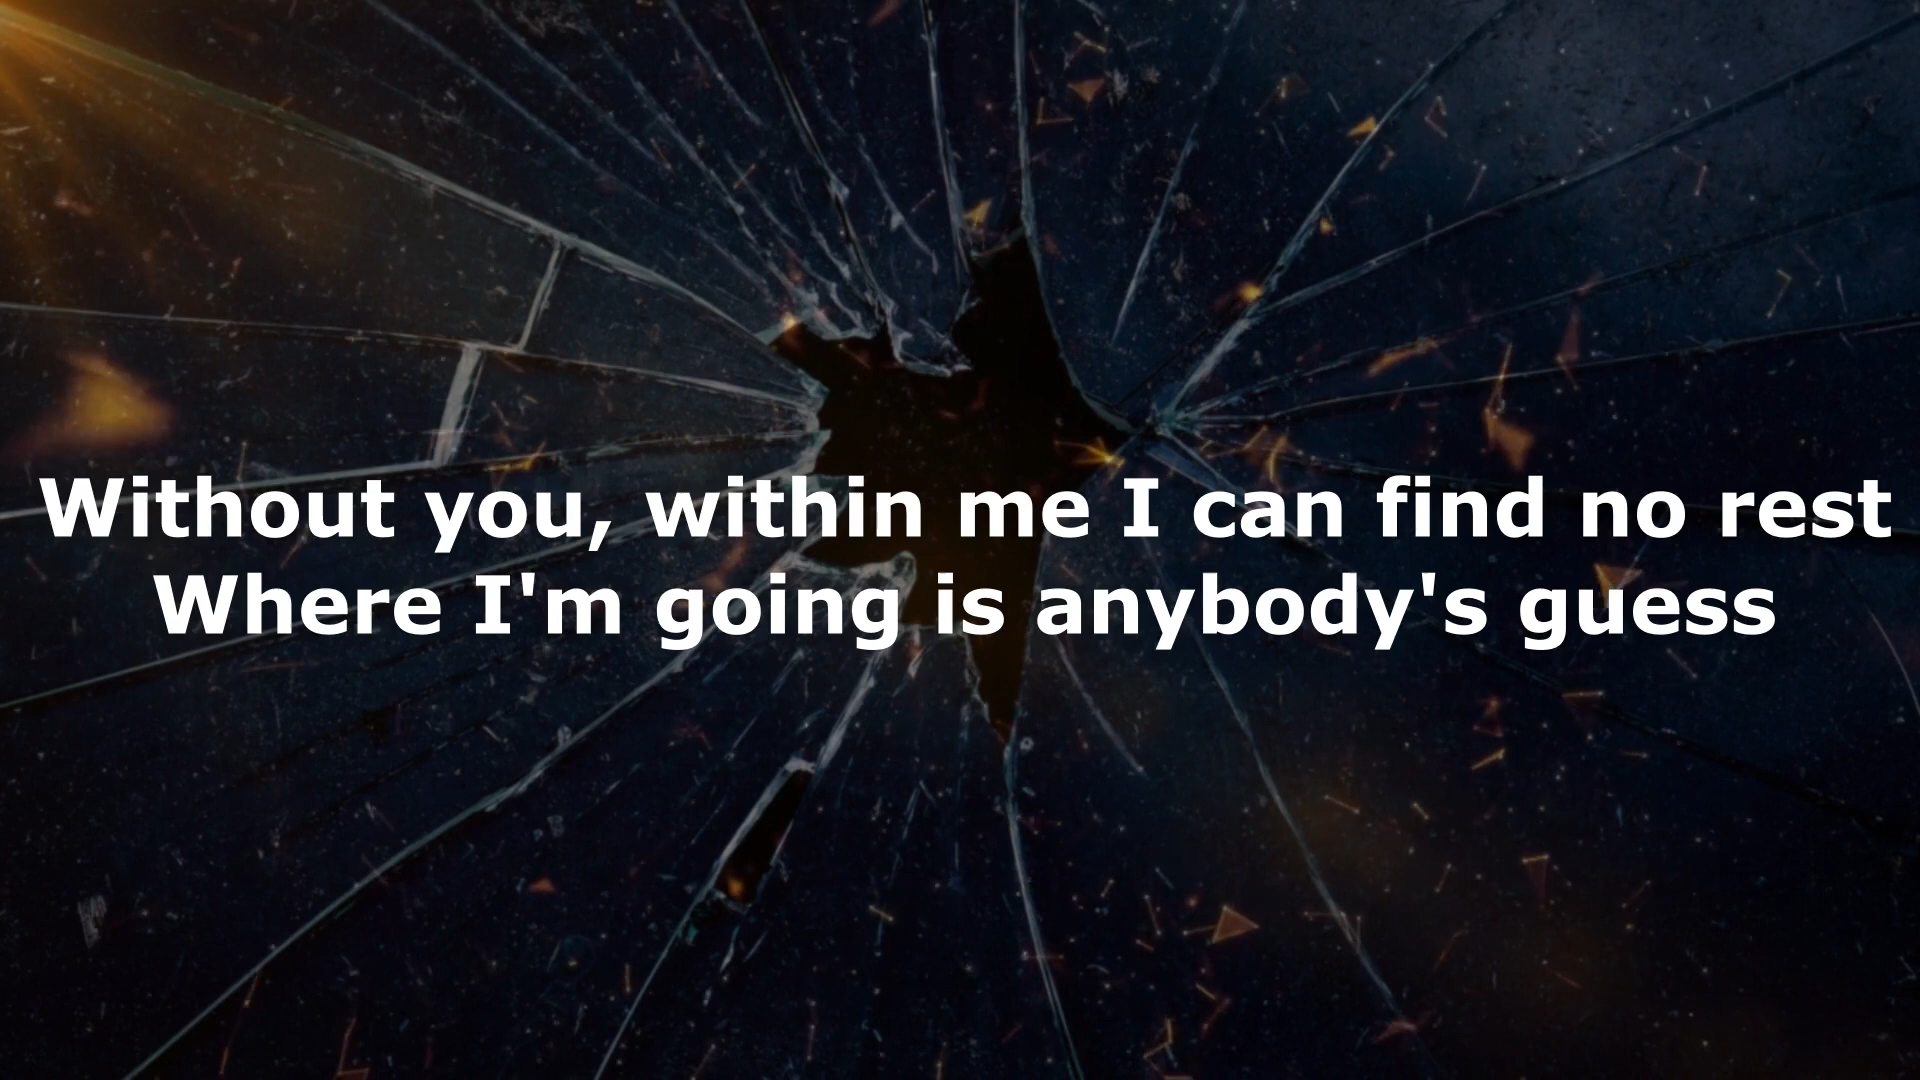 Without you, within me I can find no rest
Where I'm going is anybody's guess